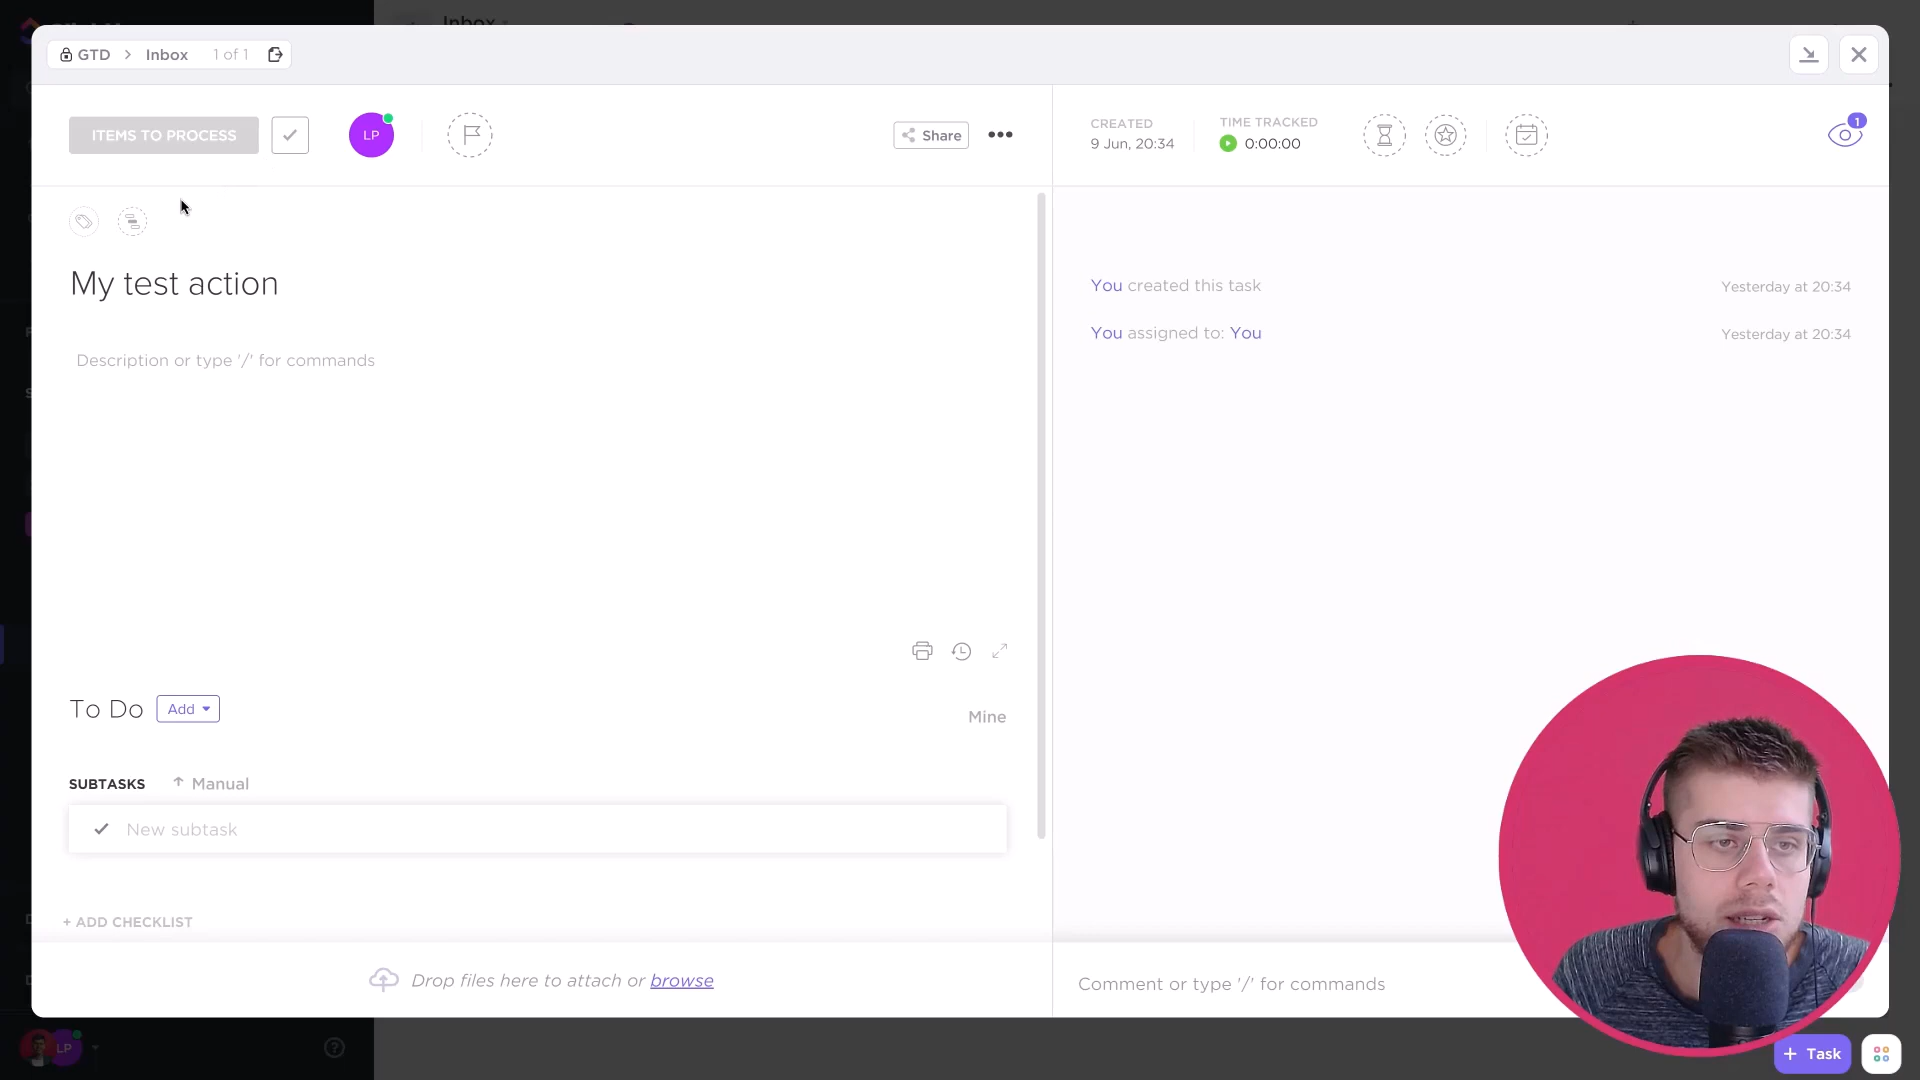 Inbox
GTD > Inbox 1 of 1
ITEMS TO PROCESS
LP
Share
CREATED
9 Jun, 20:34
TIME TRACKED
0:00:00
1
My test action
Description or type '/' for commands
You created this task
Yesterday at 20:34
You assigned to: You
Yesterday at 20:34
To Do
Add
Mine
SUBTASKS
Manual
New subtask
+ ADD CHECKLIST
Drop files here to attach or browse
Comment or type '/' for commands
LP
?
+ Task